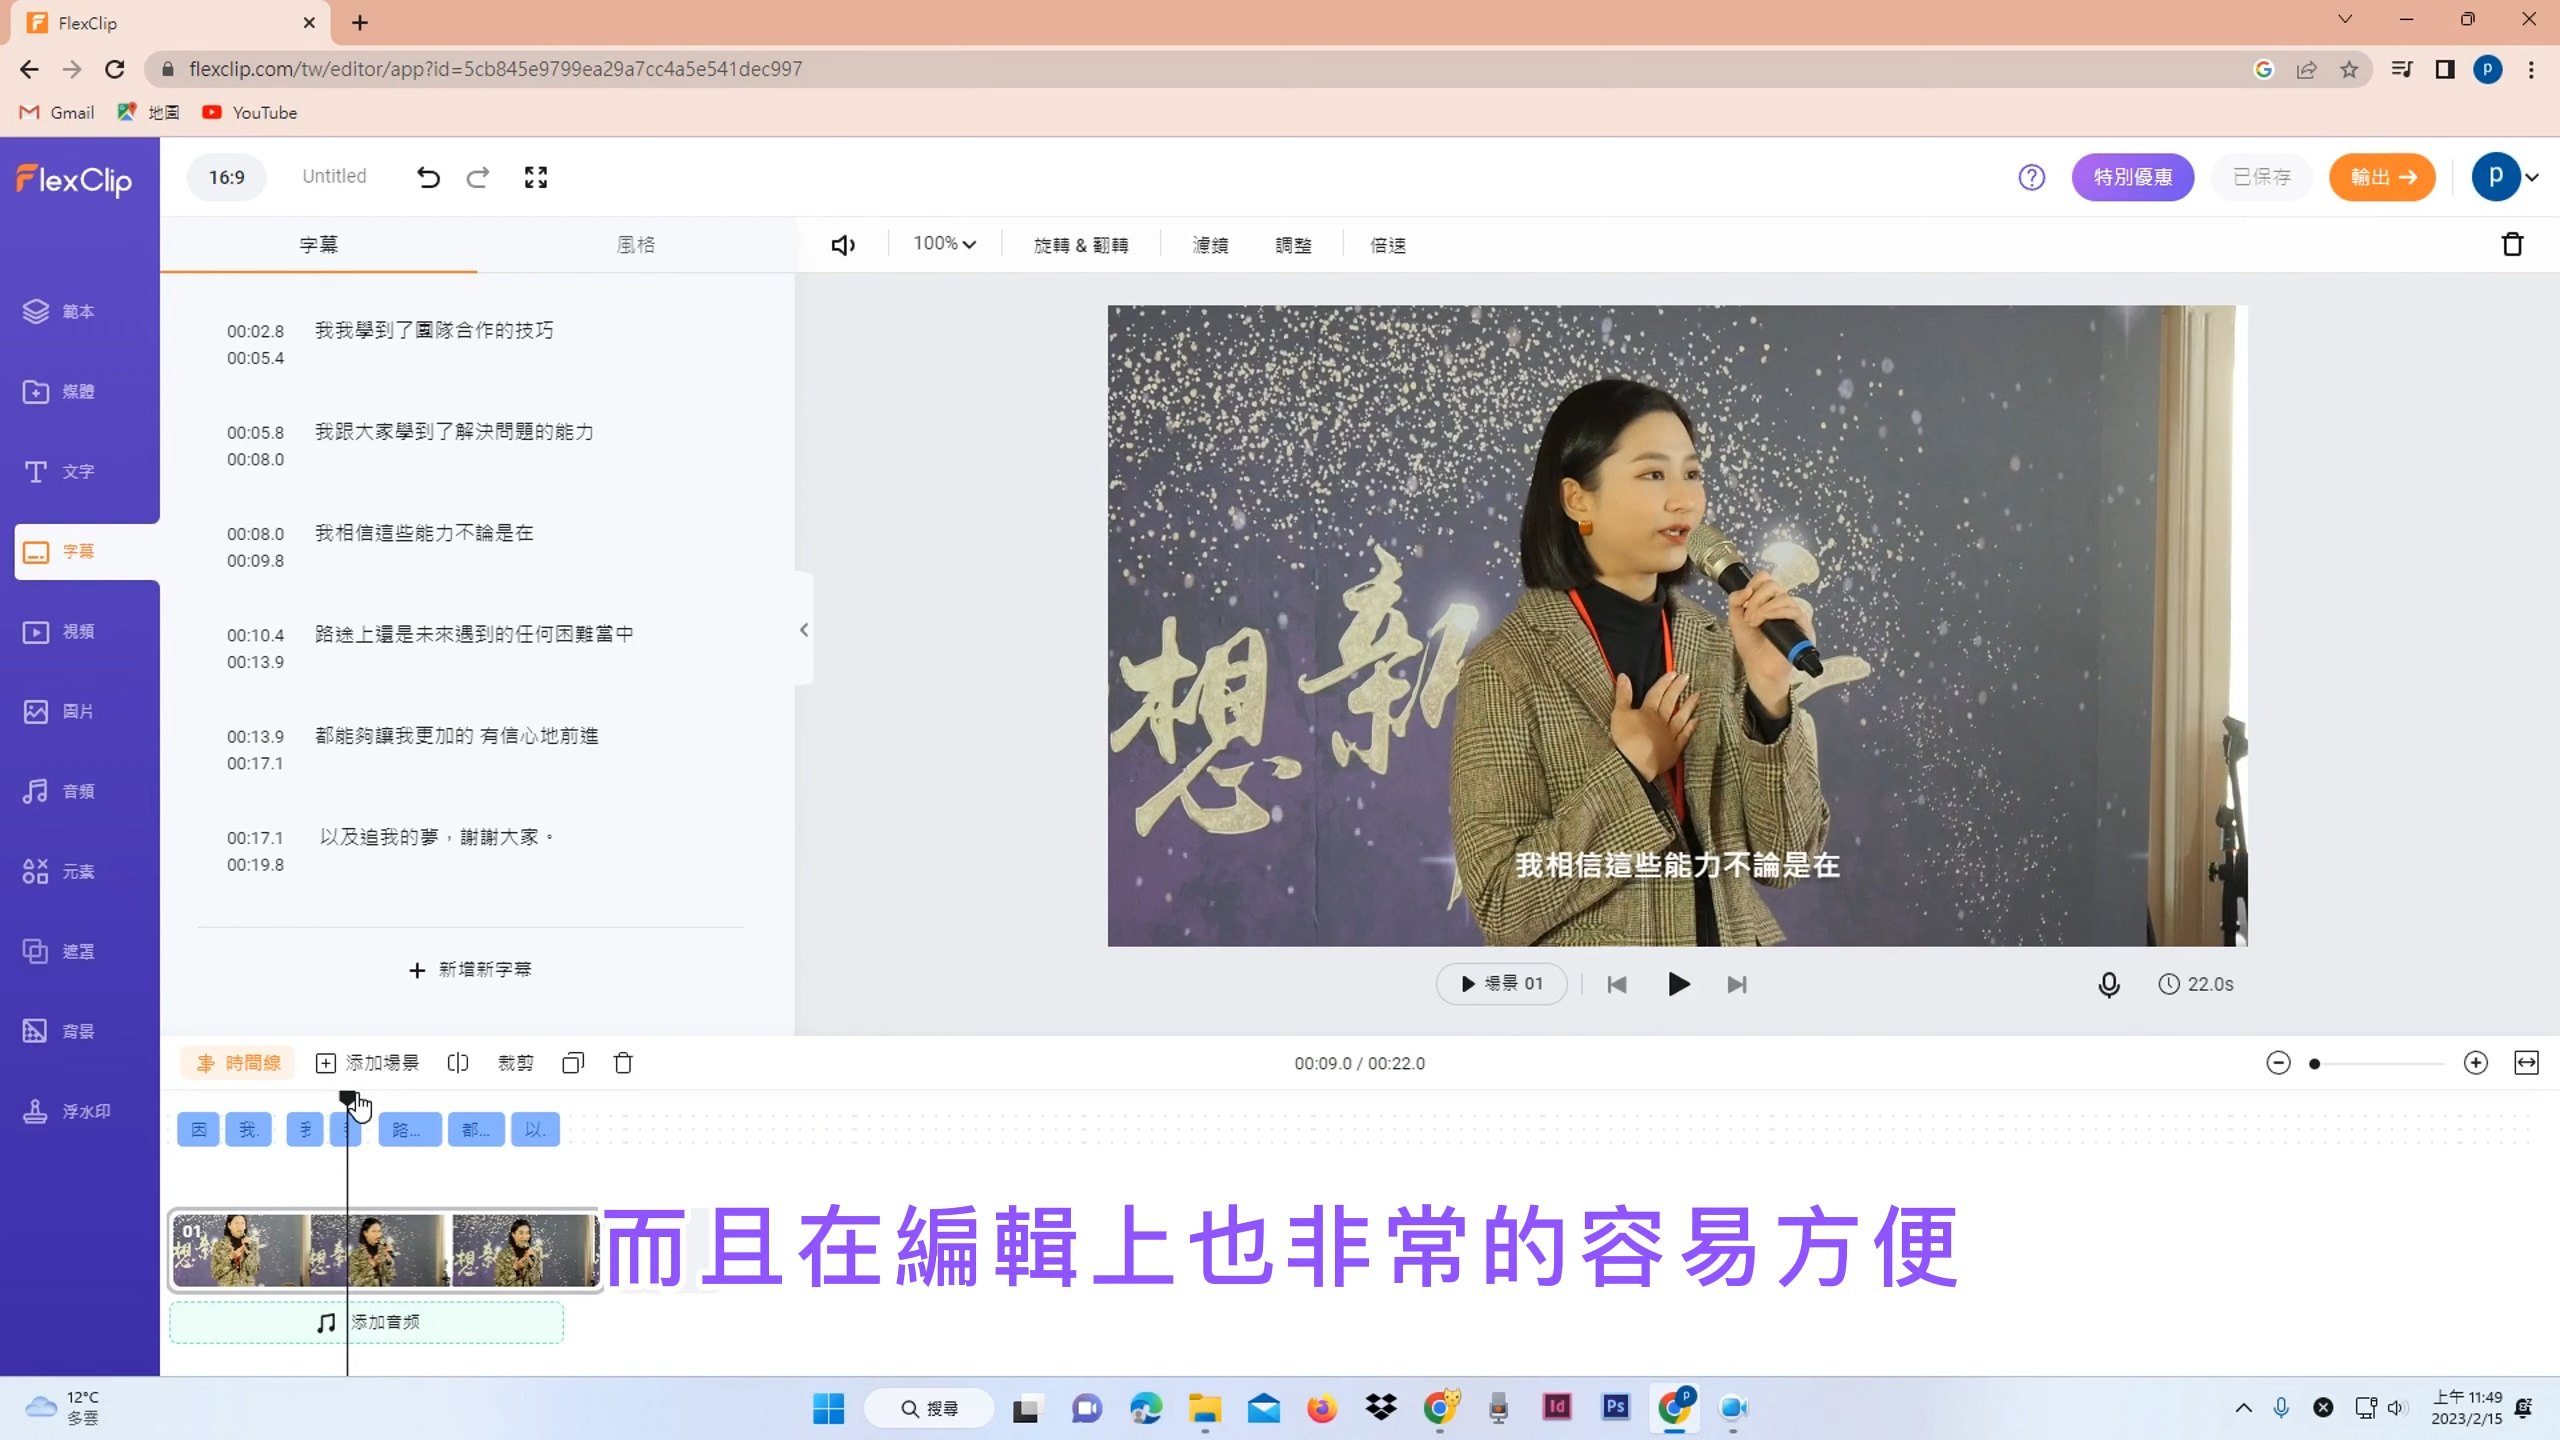 FlexClip
flexclip.com/tw/editor/app?id=5cb845e9799ea29a7cc4a5e541dec997
P
Gmail
地圖
YouTube
FlexClip
16:9
Untitled
特別優惠
已保存
輸出
P
字幕
風格
100%
旋轉 & 翻轉
濾鏡
調整
倍速
範本
媒體
文字
字幕
視頻
圖片
音頻
元素
遮罩
背景
浮水印
00:02.8 我我學到了團隊合作的技巧
00:05.4
00:05.8 我跟大家學到了解決問題的能力
00:08.0
00:08.0 我相信這些能力不論是在
00:09.8
00:10.4 路途上還是未來遇到的任何困難當中
00:13.9
00:13.9 都能夠讓我更加的 有信心地前進
00:17.1
00:17.1 以及追我的夢，謝謝大家。
00:19.8
新增新字幕
想新
我相信這些能力不論是在
場景 01
22.0s
時間線
添加場景
裁剪
00:09.0 / 00:22.0
因
我.
路...
都...
以.
01
而且在編輯上也非常的容易方便
添加音频
12°C
多雲
搜尋
Id
Ps
P
上午 11:49
2023/2/15